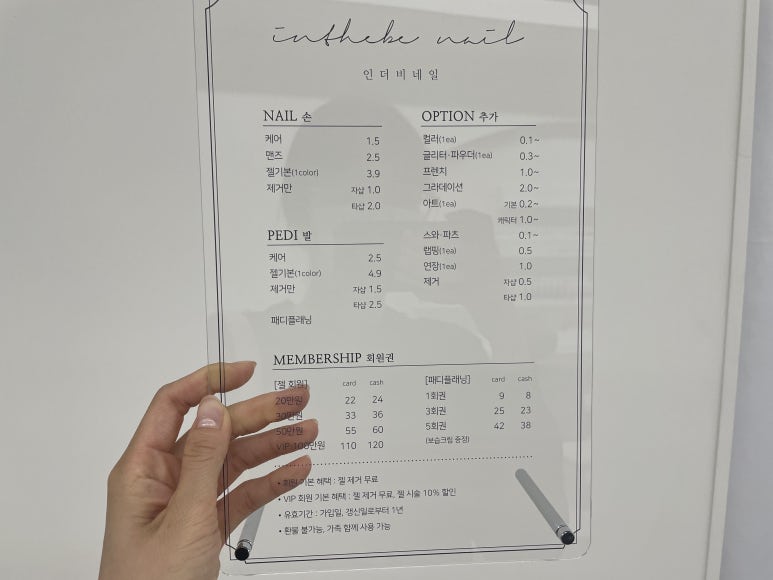 inthebe nail
인더비네일
NAIL 손
케어 1.5
맨즈 2.5
젤기본(1color) 3.9
제거만 자샵 1.0
타샵 2.0
PEDI 발
케어 2.5
젤기본(1color) 4.9
제거만 자샵 1.5
타샵 2.5
패디플래닝
OPTION 추가
컬러(1ea) 0.1~
글리터·파우더(1ea) 0.3~
프렌치 1.0~
그라데이션 2.0~
아트(1ea) 기본 0.2~
캐릭터 1.0~
스와·파츠 0.1~
랩핑(1ea) 0.5
연장(1ea) 1.0
제거 자샵 0.5
타샵 1.0
MEMBERSHIP 회원권
[젤 회원] card cash
20만원 22 24
30만원 33 36
50만원 55 60
VIP 100만원 110 120
[패디플래닝] card cash
1회권 9 8
3회권 25 23
5회권 42 38
(보습크림 증정)
• 회원 기본 혜택 : 젤 제거 무료
• VIP 회원 기본 혜택 : 젤 제거 무료, 젤 시술 10% 할인
• 유효기간 : 가입일, 갱신일로부터 1년
• 환불 불가능, 가족 함께 사용 가능